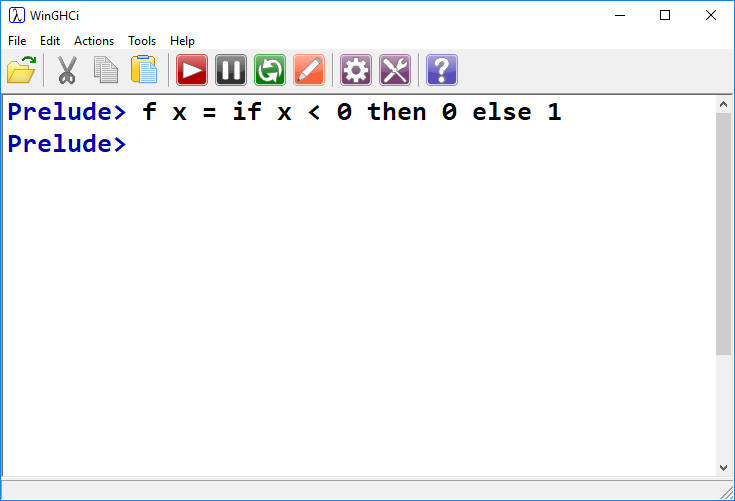 WinGHCi
File Edit Actions Tools Help
Prelude> f x = if x < 0 then 0 else 1
Prelude>